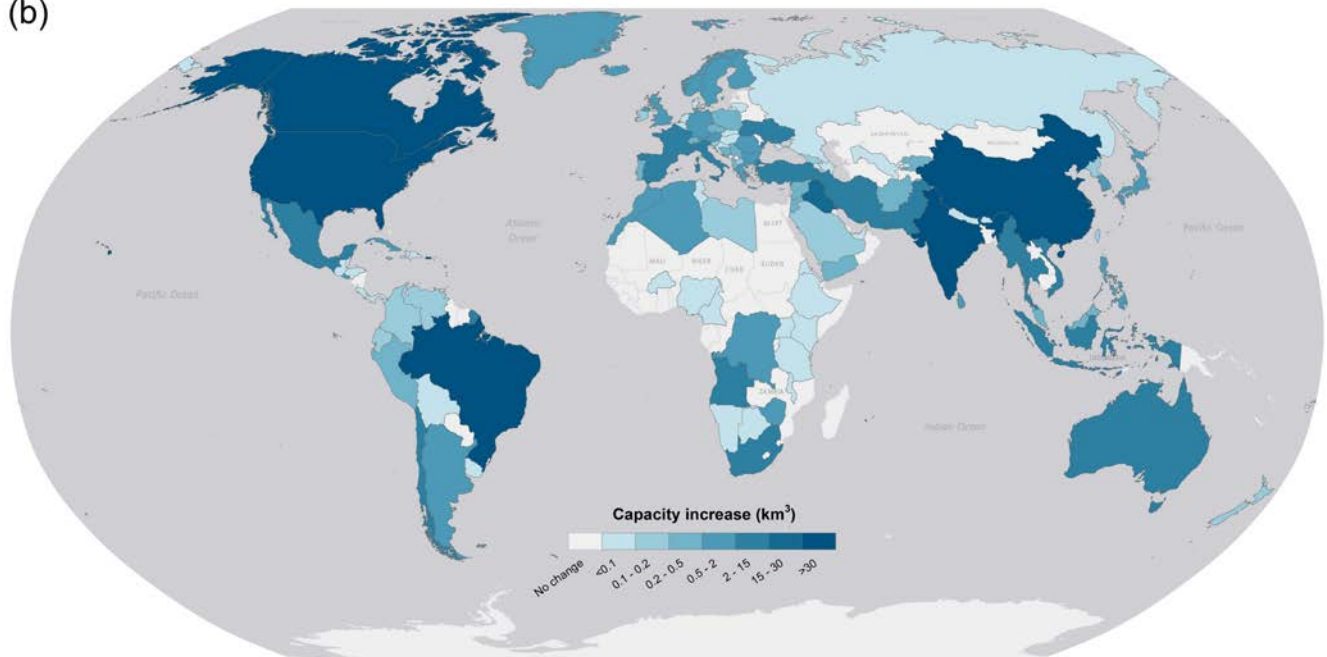 (b)
KAZAKHSTAN
MONGOLIA
Atlantic
Ocean
EGYPT
Pacific Ocean
MALI
NIGER
CHAD
SUDAN
Pacific Ocean
INDONESIA
ZAMBIA
Indian Ocean
Capacity increase (km³)
No change
<0.1
0.1 - 0.2
0.2 - 0.5
0.5 - 2
2 - 15
15 - 30
>30